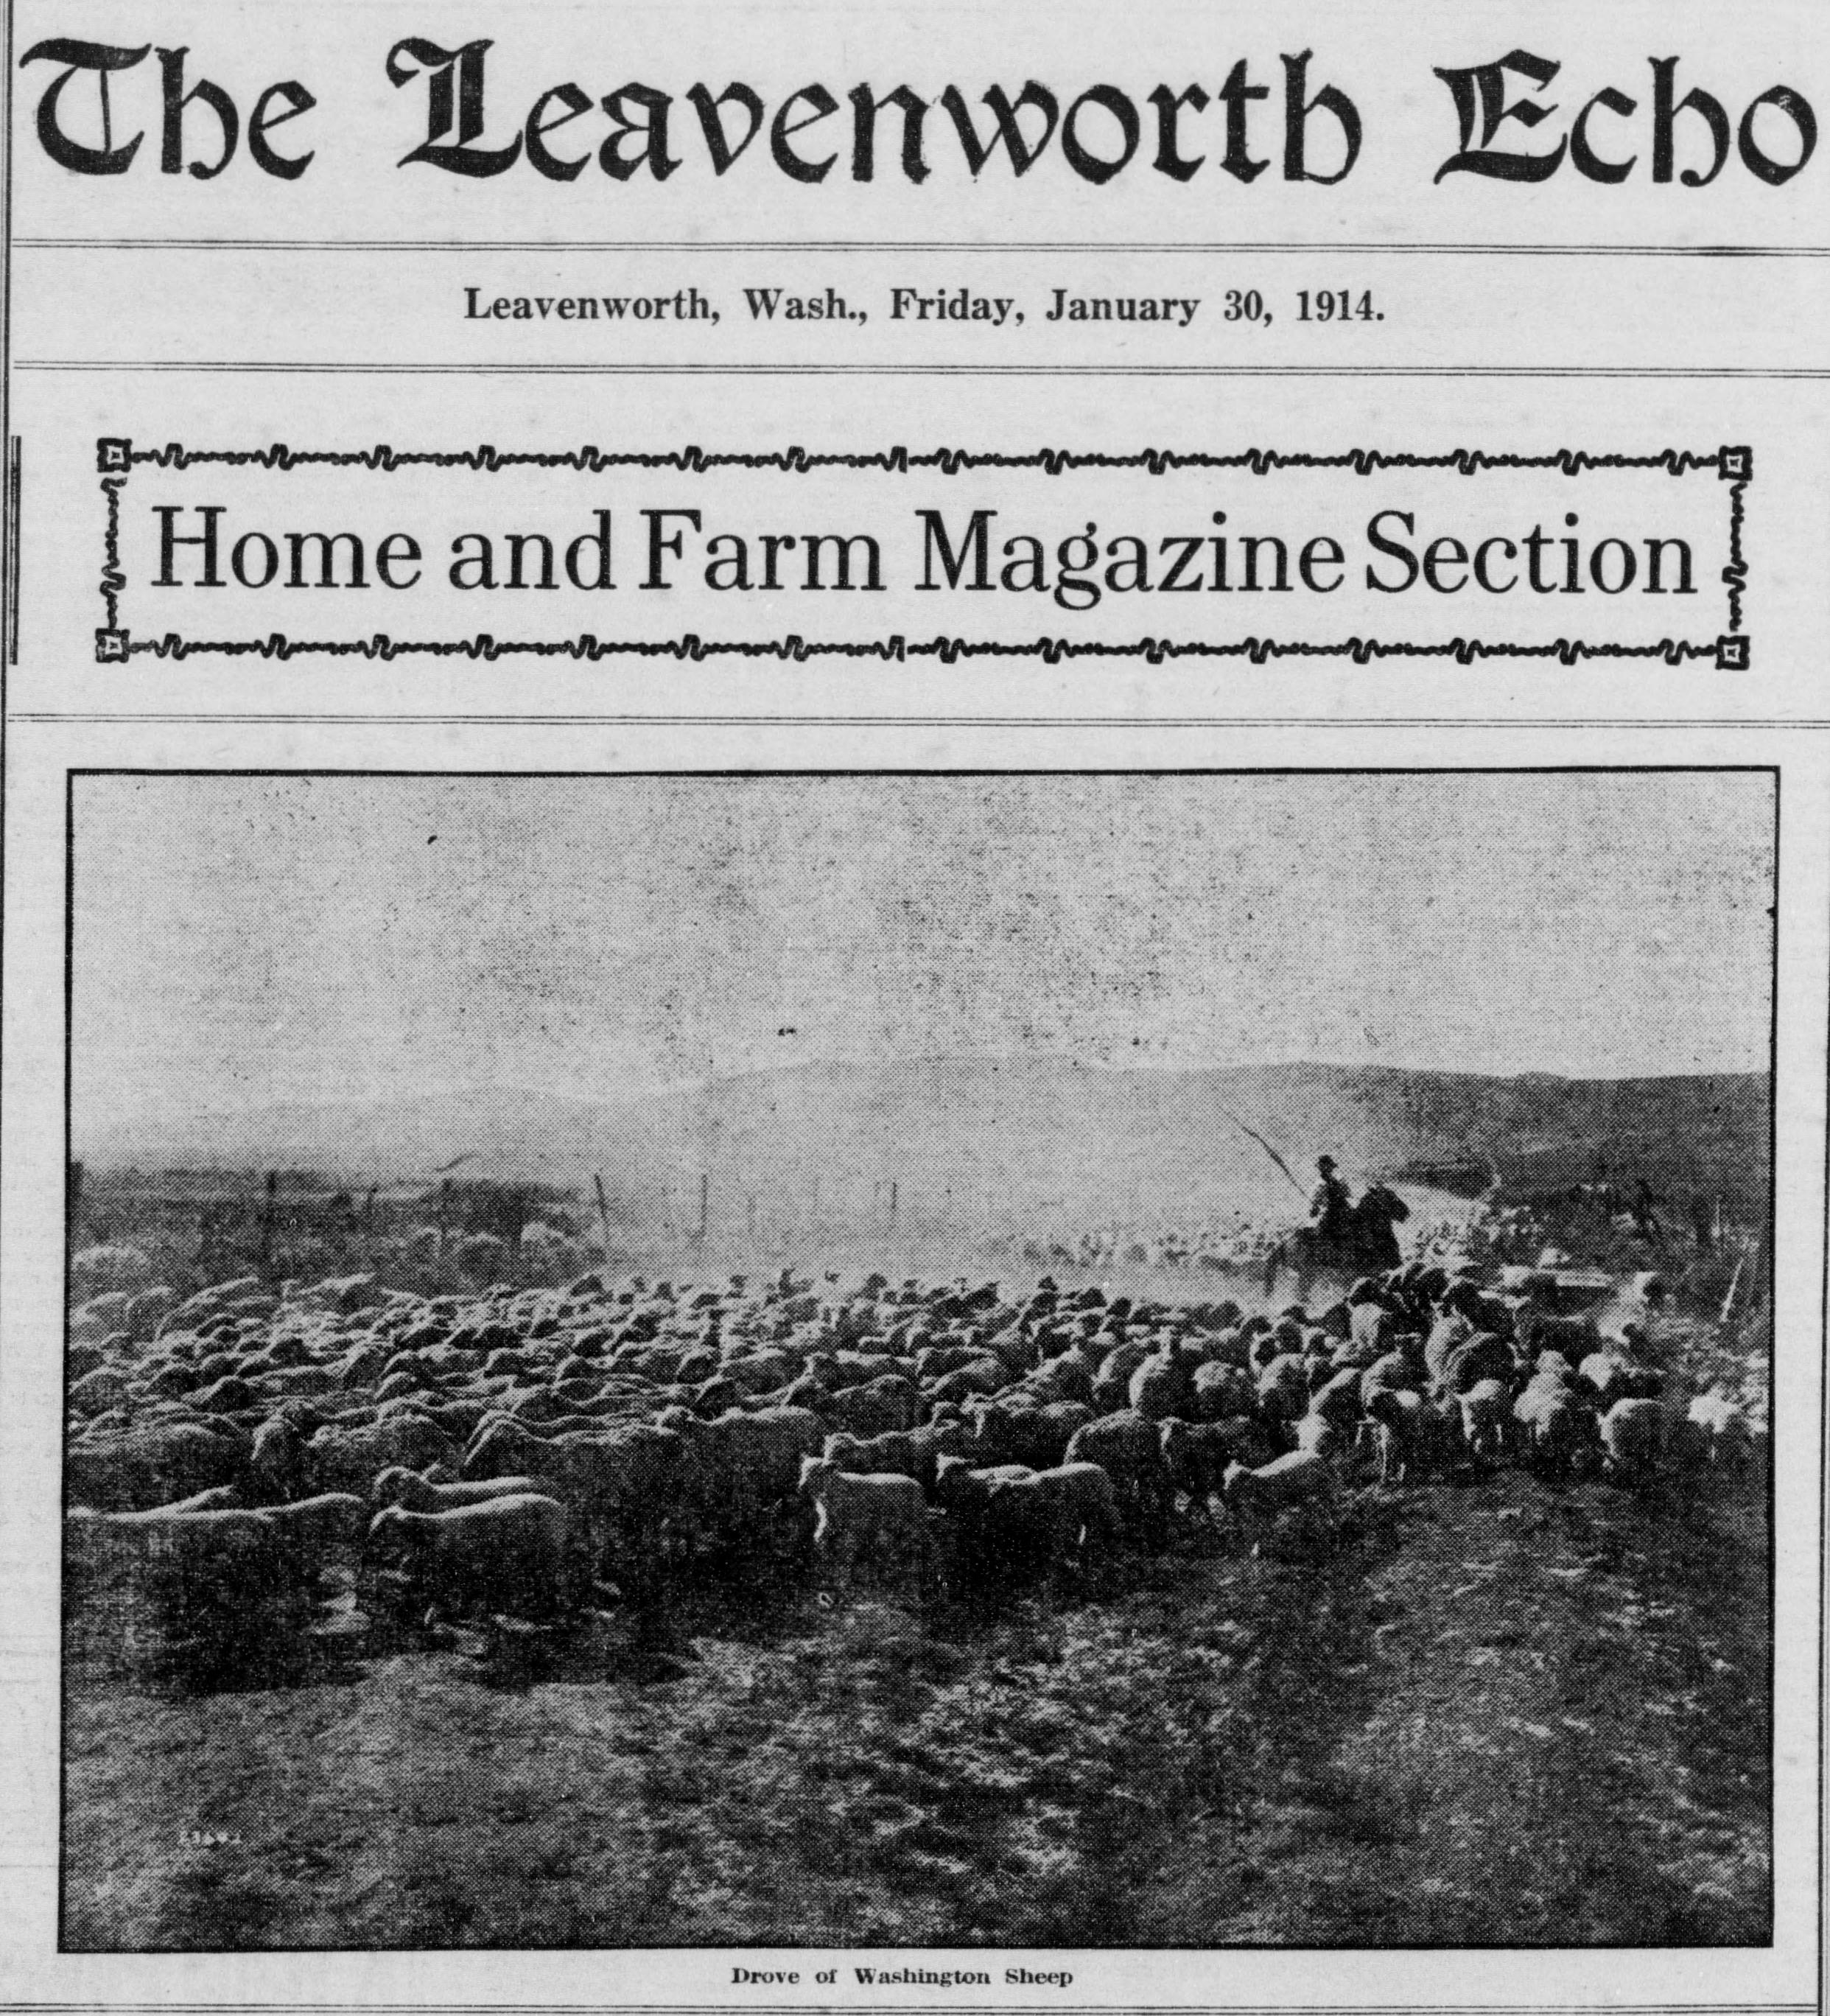 The Leavenworth Echo
Leavenworth, Wash., Friday, January 30, 1914.
Home and Farm Magazine Section
Drove of Washington Sheep